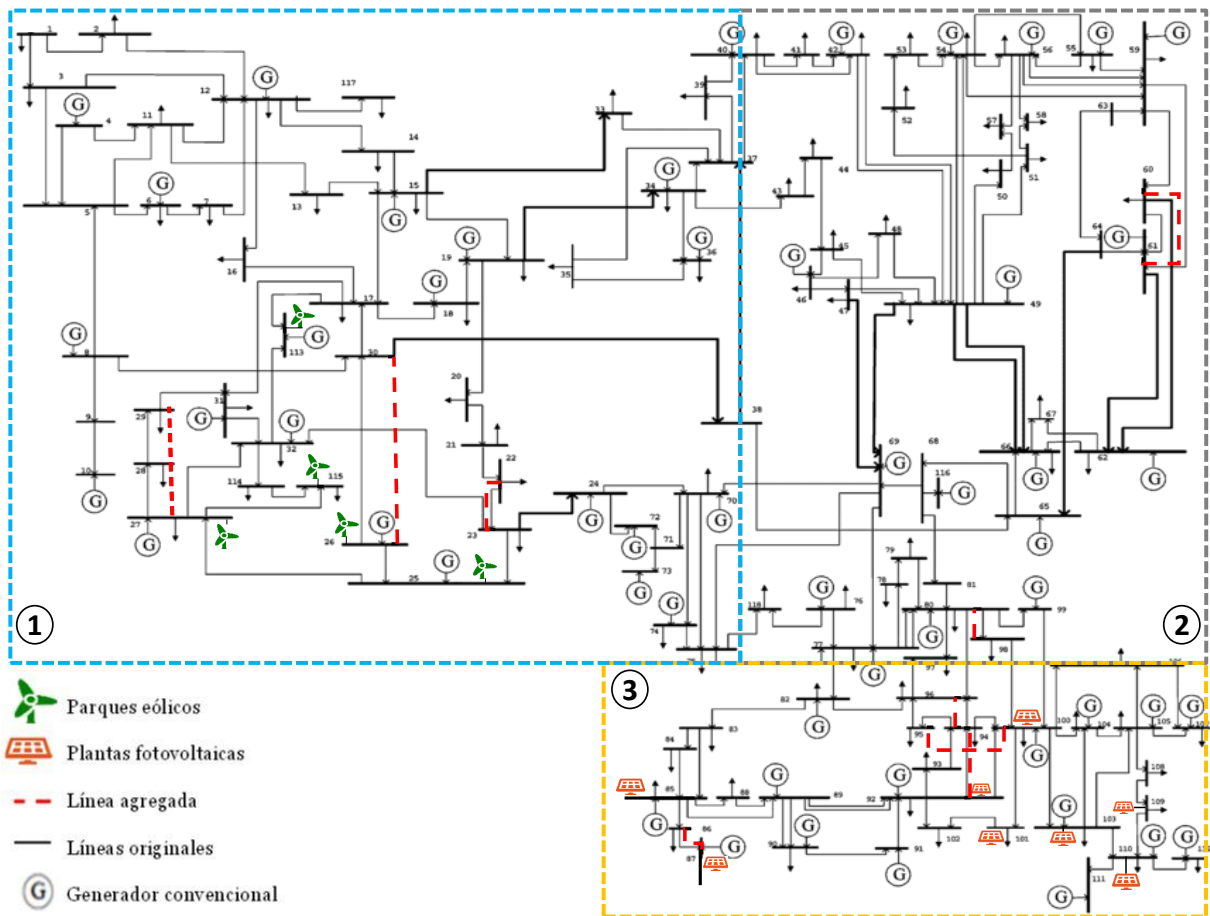 1
2
G
40
41
G
42
53
G
54
G
56
G
55
59
G
3
12
G
117
39
33
G
4
11
63
57
58
52
14
37
44
51
60
15
34
G
43
50
5
G
6
7
13
G
64
G
61
48
19
G
36
45
16
35
G
46
47
G
49
17
G
18
G
8
113
G
30
20
38
31
67
9
29
G
69
68
21
66
32
G
22
G
62
28
116
G
G
G
10
114
115
24
70
65
G
27
26
G
23
72
G
G
71
G
G
G
79
73
78
81
25
G
G
118
G
76
80
G
99
1
74
G
77
G
98
2
75
97
3
82
96
G
Parques eólicos
83
95
94
100
G
104
G
105
G
G
84
Plantas fotovoltaicas
93
108
85
88
G
89
92
G
109
Línea agregada
G
86
G
G
103
102
101
Líneas originales
87
G
90
91
110
G
G
G
111
G
G
Generador convencional